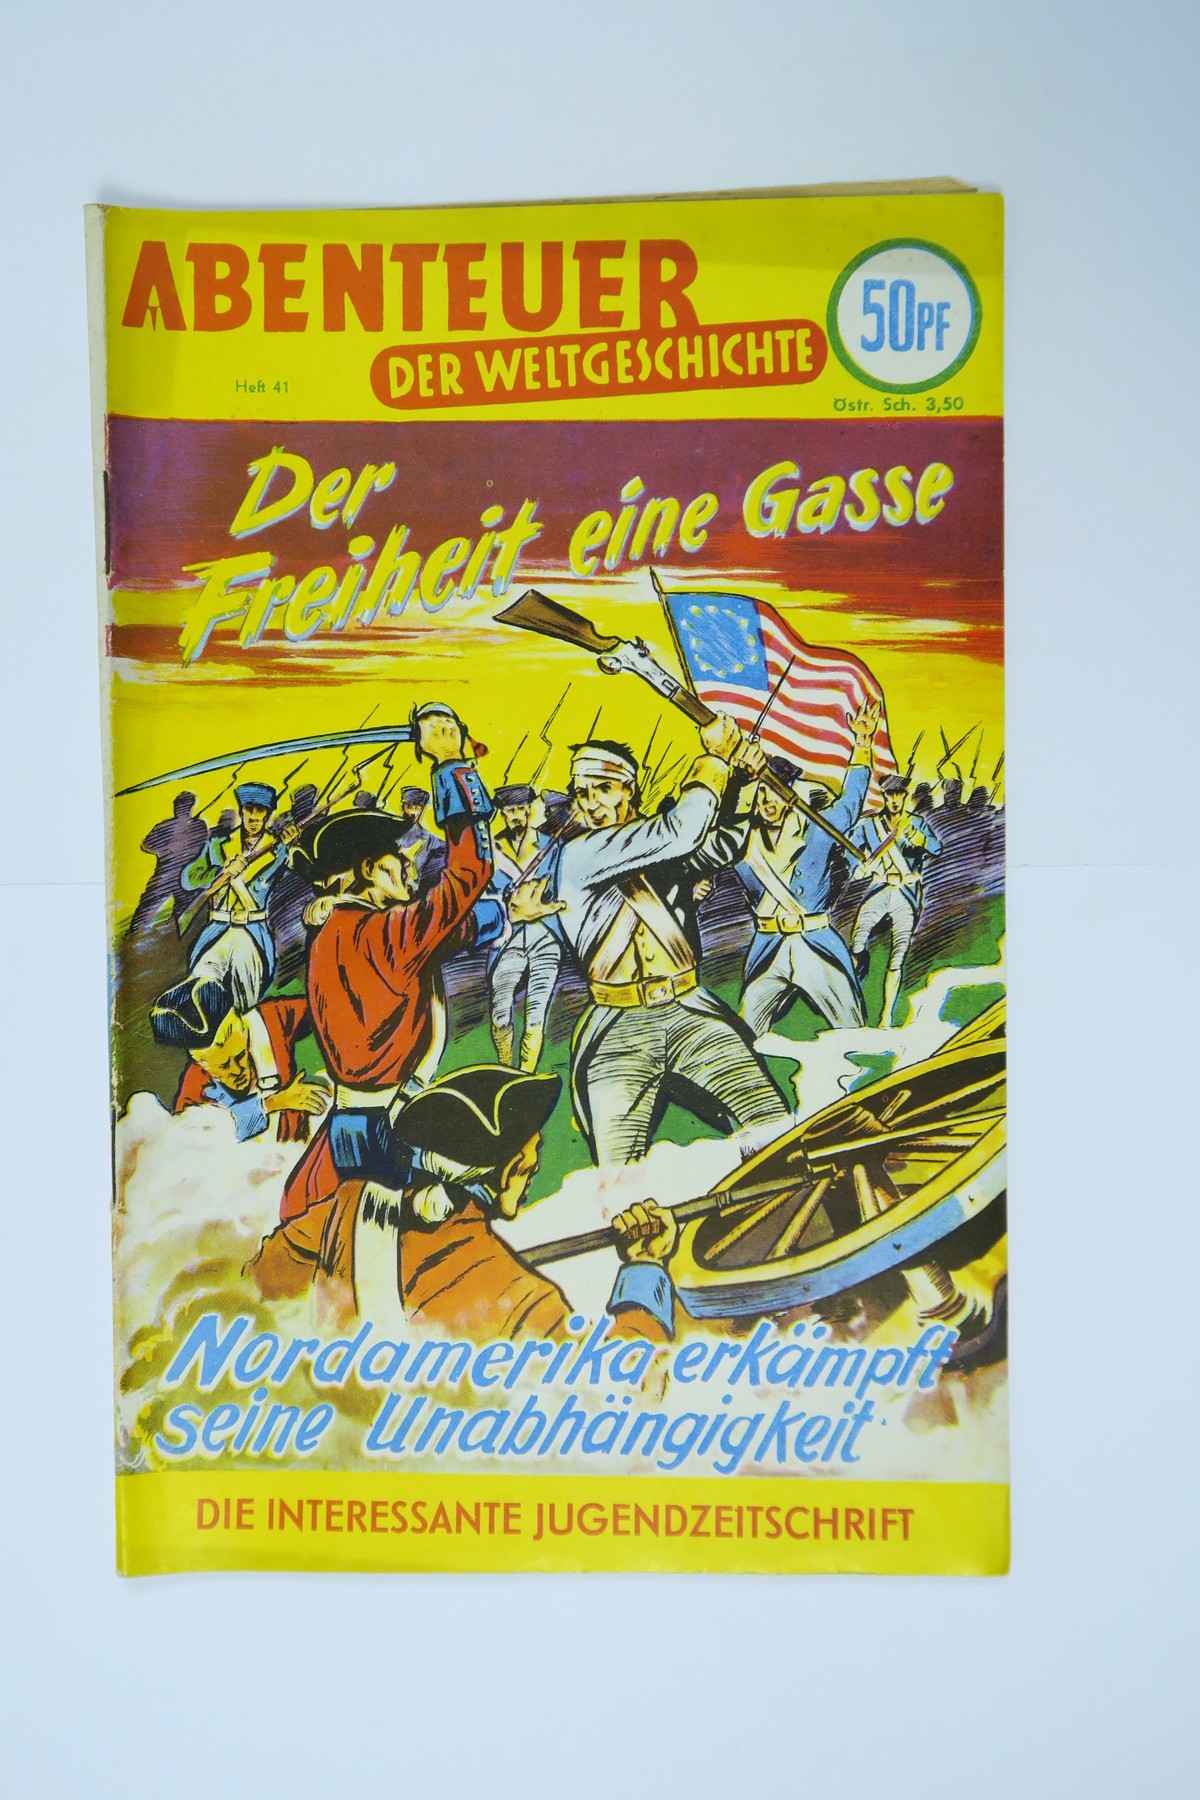 ABENTEUER
DER WELTGESCHICHTE
50PF
Heft 41
Östr. Sch. 3,50
Der
Freiheit eine Gasse
Nordamerika erkämpft
seine Unabhängigkeit
DIE INTERESSANTE JUGENDZEITSCHRIFT